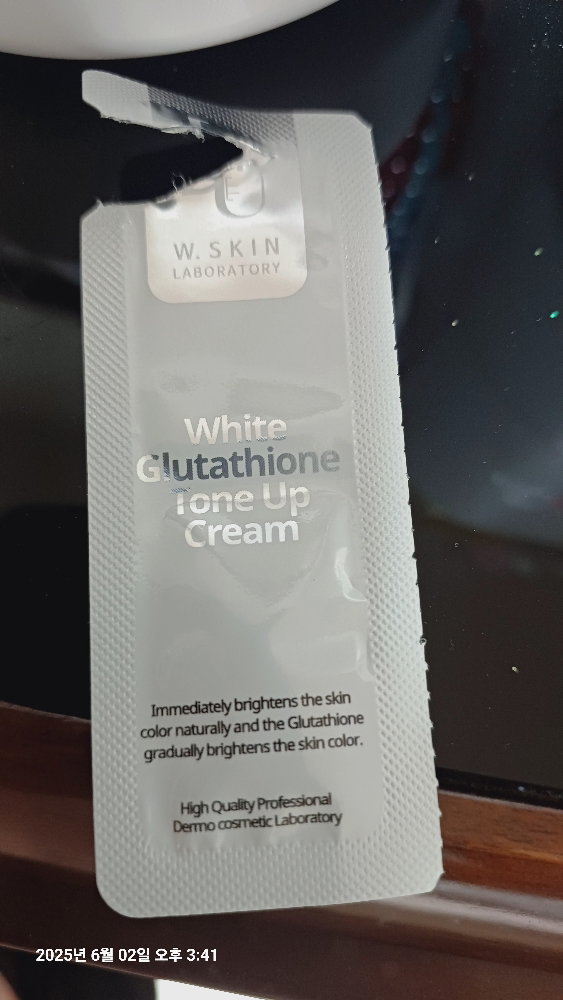 W. SKIN
LABORATORY
White
Glutathione
Tone Up
Cream
Immediately brightens the skin
color naturally and the Glutathione
gradually brightens the skin color.
High Quality Professional
Dermo cosmetic Laboratory
2025년 6월 02일 오후 3:41